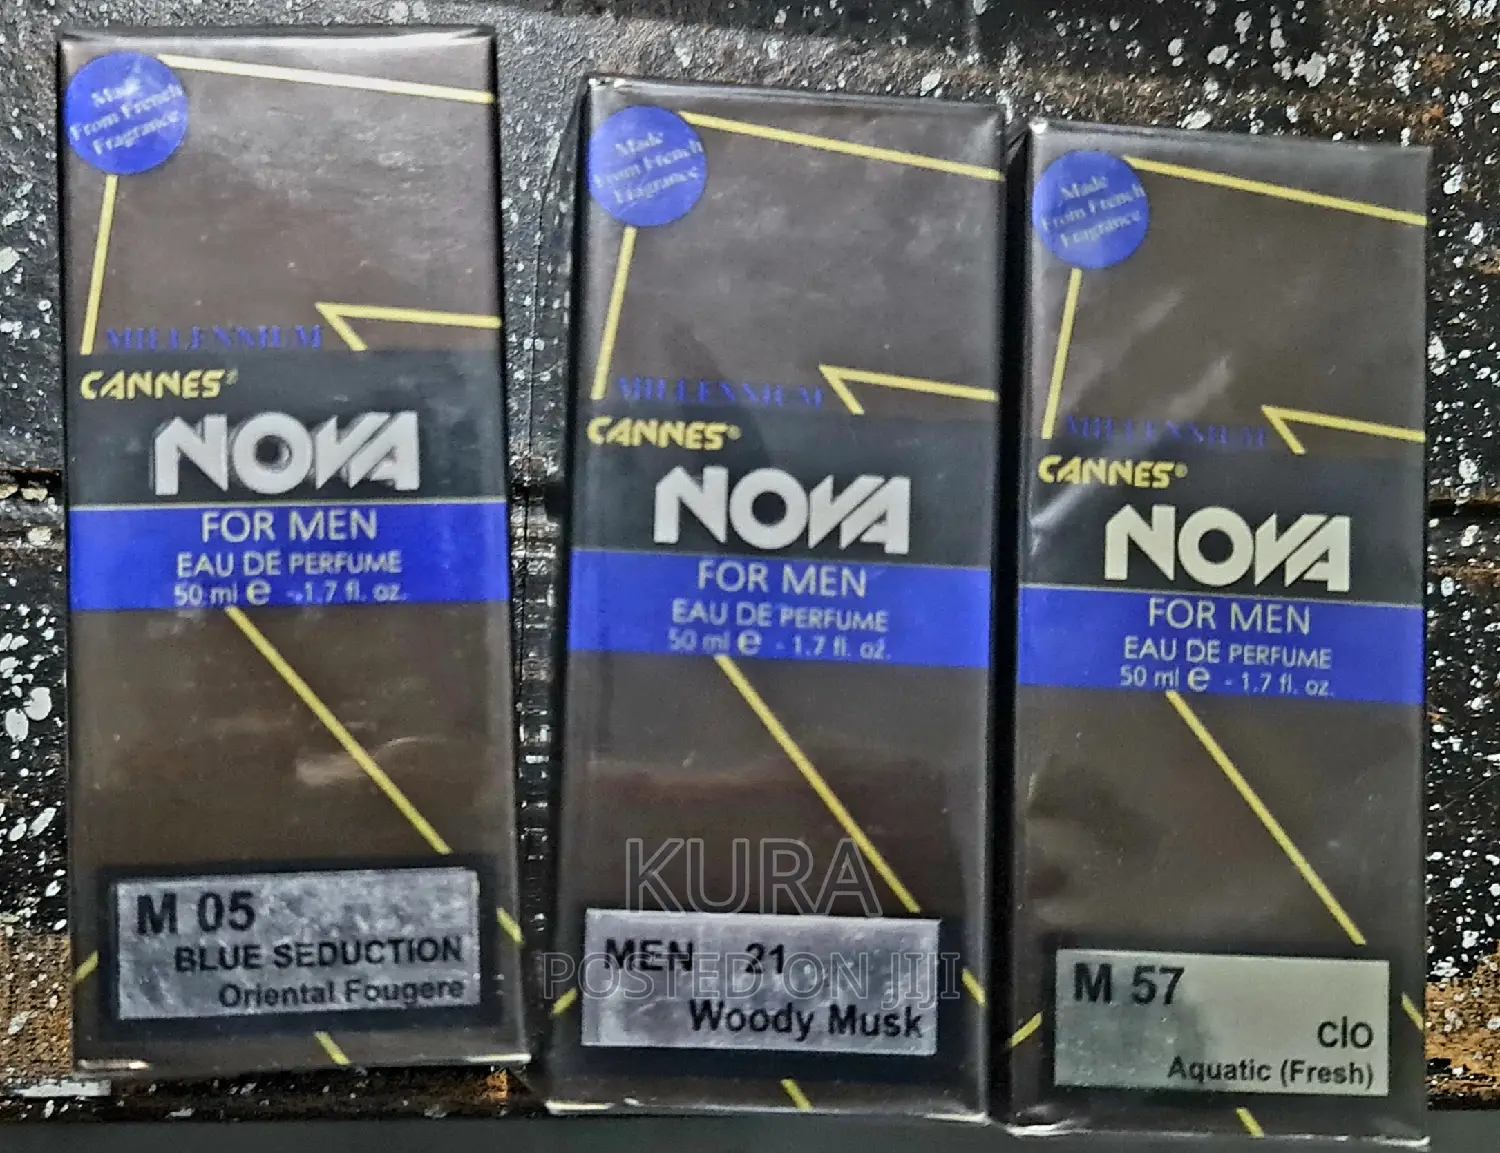 Made
From French
Fragrance
MILLENNIUM
CANNES®
NOVA
FOR MEN
EAU DE PERFUME
50 ml e - 1.7 fl. oz.
M 05
BLUE SEDUCTION
Oriental Fougere
Made
From French
Fragrance
MILLENNIUM
CANNES®
NOVA
FOR MEN
EAU DE PERFUME
50 ml e - 1.7 fl. oz.
MEN 21
Woody Musk
Made
From French
Fragrance
MILLENNIUM
CANNES®
NOVA
FOR MEN
EAU DE PERFUME
50 ml e - 1.7 fl. oz.
M 57
clo
Aquatic (Fresh)
KURA
POSTED ON JIJI